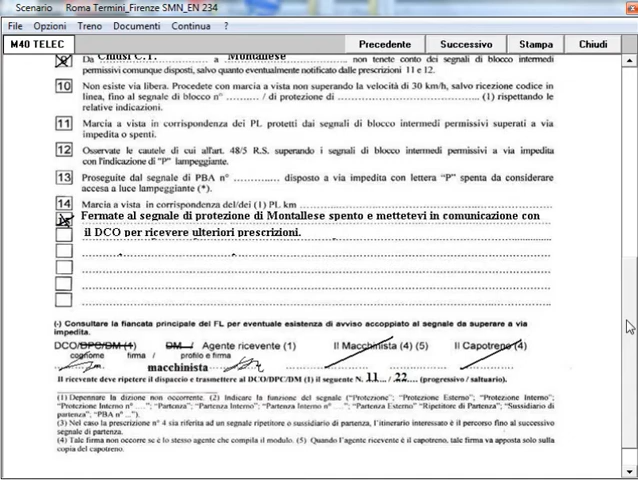 Scenario Roma Termini_Firenze SMN_EN 234
File Opzioni Treno Documenti Continua ?
M40 TELEC Precedente Successivo Stampa Chiudi
Da Chiusi C.T. a Montallese non tenete conto dei segnali di blocco intermedi
permissivi comunque disposti, salvo quanto eventualmente notificato dalle prescrizioni 11 e 12.
10 Non esiste via libera. Procedete con marcia a vista non superando la velocità di 30 km/h, salvo ricezione codice in
linea, fino al segnale di blocco n° ......... / di protezione di ........................................ (1) rispettando le
relative indicazioni.
11 Marcia a vista in corrispondenza dei PL protetti dai segnali di blocco intermedi permissivi superati a via
impedita o spenti.
12 Osservate le cautele di cui all'art. 48/5 R.S. superando i segnali di blocco intermedi permissivi a via impedita
con l'indicazione di "P" lampeggiante.
13 Proseguite dal segnale di PBA n° ............. disposto a via impedita con lettera "P" spenta da considerare
accesa a luce lampeggiante (*).
14 Marcia a vista in corrispondenza del/dei (1) PL km
Fermate al segnale di protezione di Montallese spento e mettetevi in comunicazione con
il DCO per ricevere ulteriori prescrizioni.
(-) Consultare la fiancata principale del FL per eventuale esistenza di avviso accoppiato al segnale da superare a via
impedita.
DCO/DPC/DM (1) DM / Agente ricevente (1) Il Macchinista (4) (5) Il Capotreno (4)
cognome firma / profilo e firma
macchinista
Il ricevente deve ripetere il dispaccio e trasmettere al DCO/DPC/DM (1) il seguente N. 11 / 22 (progressivo / saltuario).
(1) Depennare la dizione non occorrente. (2) Indicare la funzione del segnale ("Protezione"; "Protezione Esterno"; "Protezione Interno";
"Protezione Interno n° ...."; "Partenza"; "Partenza Interno"; "Partenza Interno n° ...."; "Partenza Esterno" "Ripetitore di Partenza"; "Sussidiario di
partenza"; "PBA n° ...").
(3) Nel caso la prescrizione n° 4 sia riferita ad un segnale ripetitore o sussidiario di partenza, l'itinerario interessato è il percorso fino al successivo
segnale di partenza.
(4) Tale firma non occorre se è lo stesso agente che compila il modulo. (5) Quando l'agente ricevente è il capotreno, tale firma va apposta solo sulla
copia del capotreno.